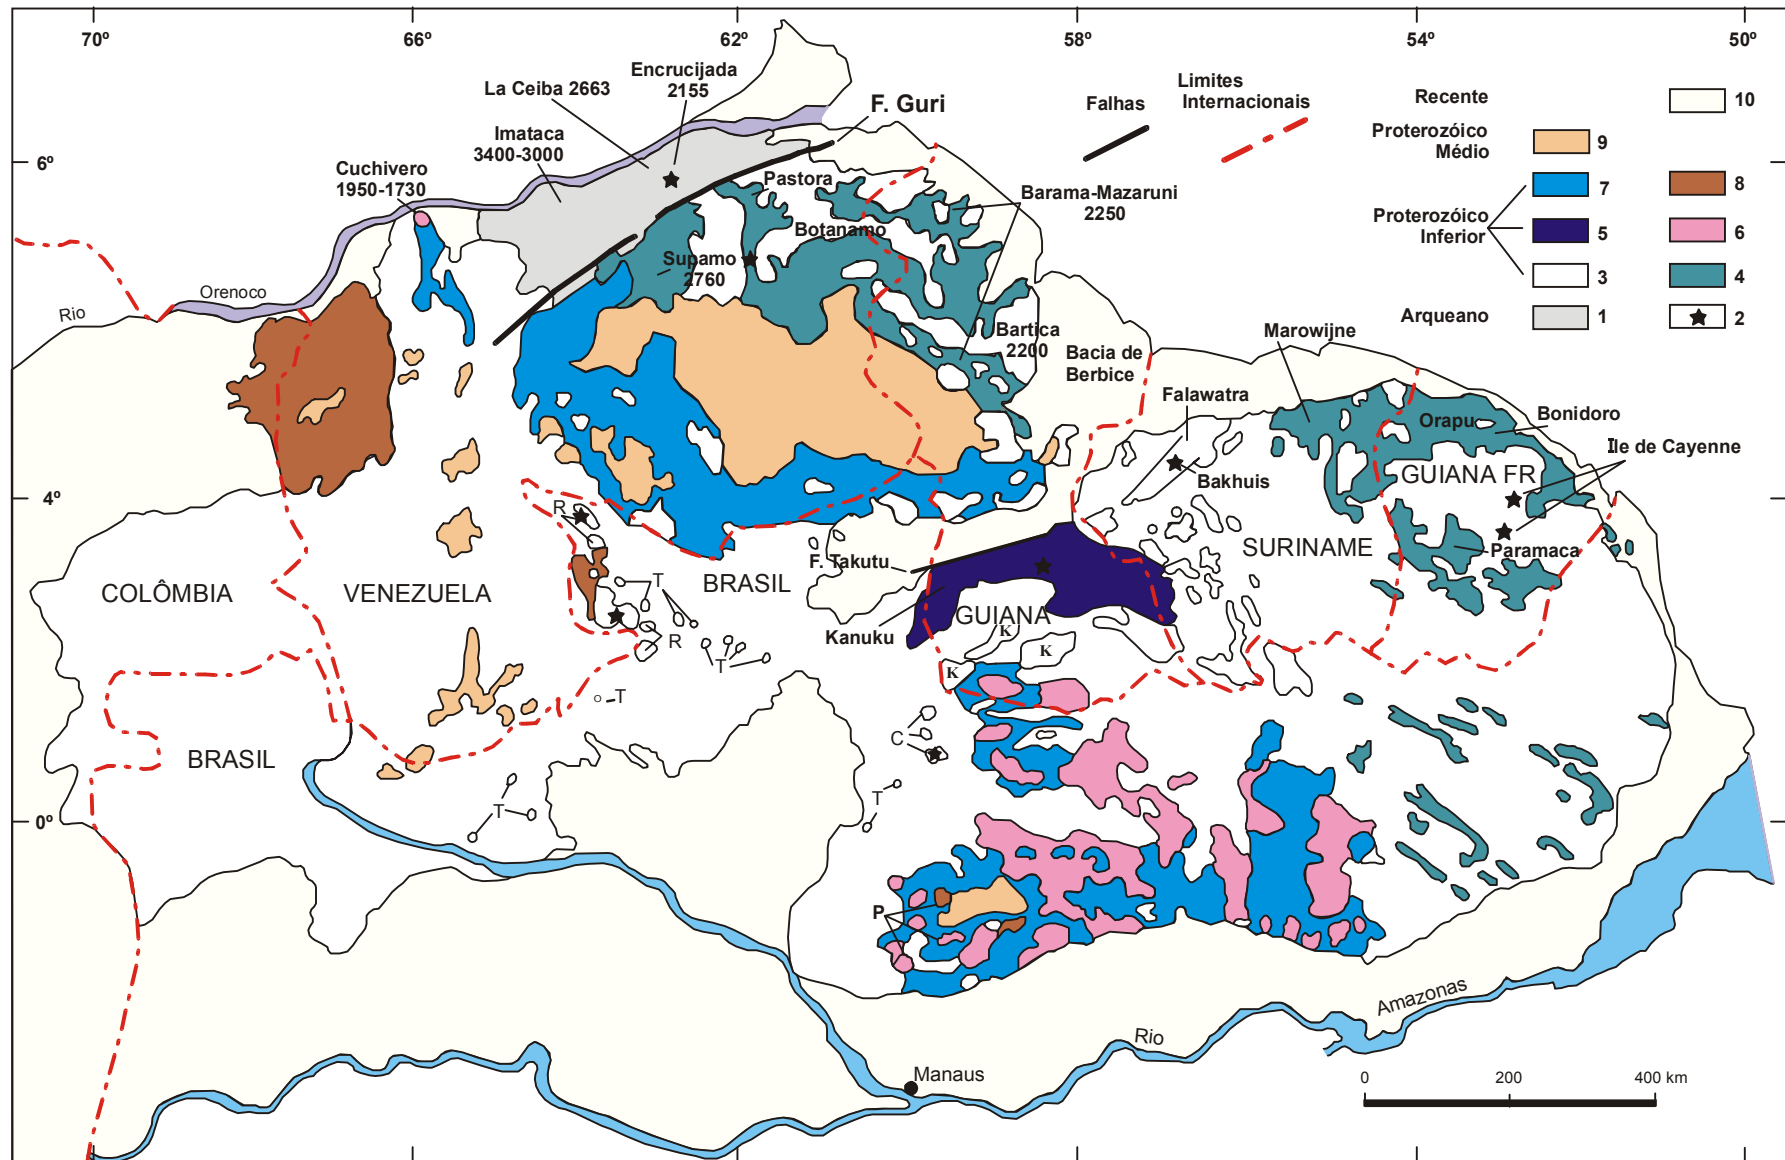 70º
66º
62º
58º
54º
50º
6º
4º
0º
La Ceiba 2663
Encrucijada
2155
F. Guri
Imataca
3400-3000
Cuchivero
1950-1730
Pastora
Barama-Mazaruni
2250
Botanamo
Supamo
2760
Rio
Orenoco
Bartica
2200
Bacia de
Berbice
Falhas
Limites
Internacionais
Recente
10
Proterozóico
Médio
9
7
8
Proterozóico
Inferior
5
6
3
4
Arqueano
1
2
Marowijne
Falawatra
Orapu
Bonidoro
Ile de Cayenne
Bakhuis
GUIANA FR
SURINAME
Paramaca
F. Takutu
Kanuku
GUIANA
K
K
K
COLÔMBIA
VENEZUELA
BRASIL
BRASIL
R
T
R
T
T
T
C
T
P
Manaus
Rio
Amazonas
0
200
400 km